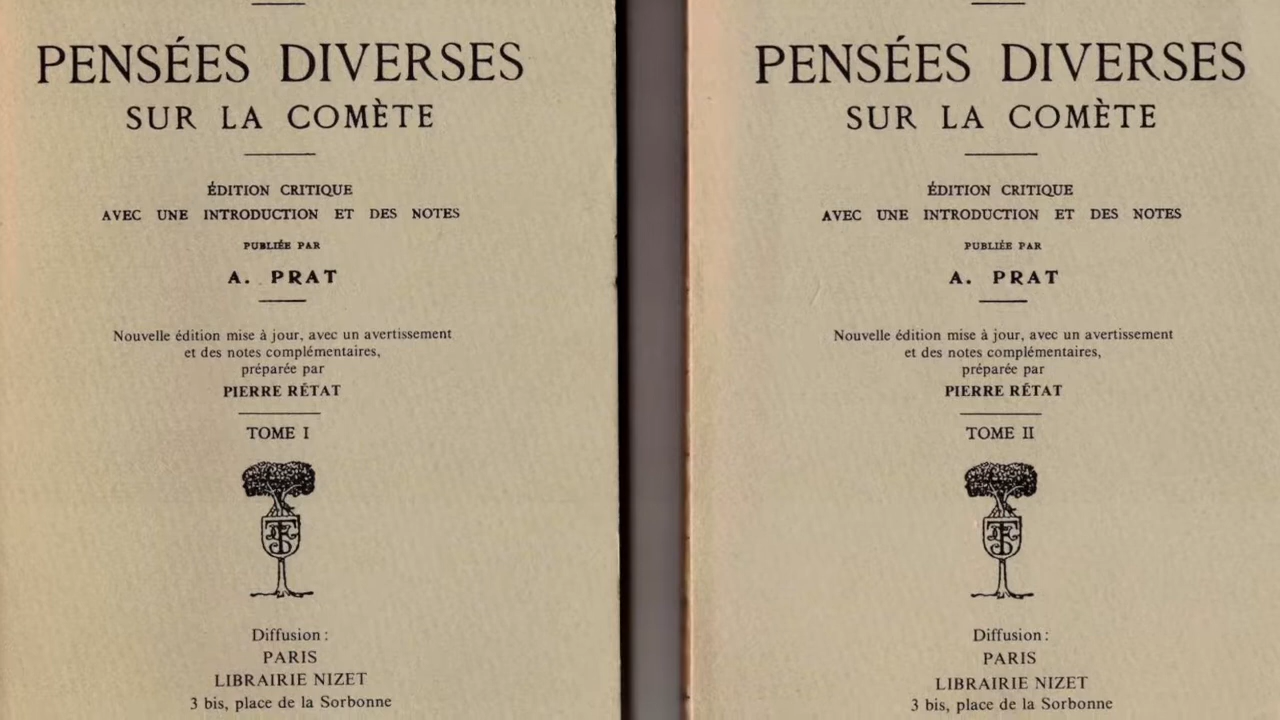 PENSÉES DIVERSES
SUR LA COMÈTE
ÉDITION CRITIQUE
AVEC UNE INTRODUCTION ET DES NOTES
PUBLIÉE PAR
A. PRAT
Nouvelle édition mise à jour, avec un avertissement
et des notes complémentaires,
préparée par
PIERRE RÉTAT
TOME I
Diffusion :
PARIS
LIBRAIRIE NIZET
3 bis, place de la Sorbonne
PENSÉES DIVERSES
SUR LA COMÈTE
ÉDITION CRITIQUE
AVEC UNE INTRODUCTION ET DES NOTES
PUBLIÉE PAR
A. PRAT
Nouvelle édition mise à jour, avec un avertissement
et des notes complémentaires,
préparée par
PIERRE RÉTAT
TOME II
Diffusion :
PARIS
LIBRAIRIE NIZET
3 bis, place de la Sorbonne